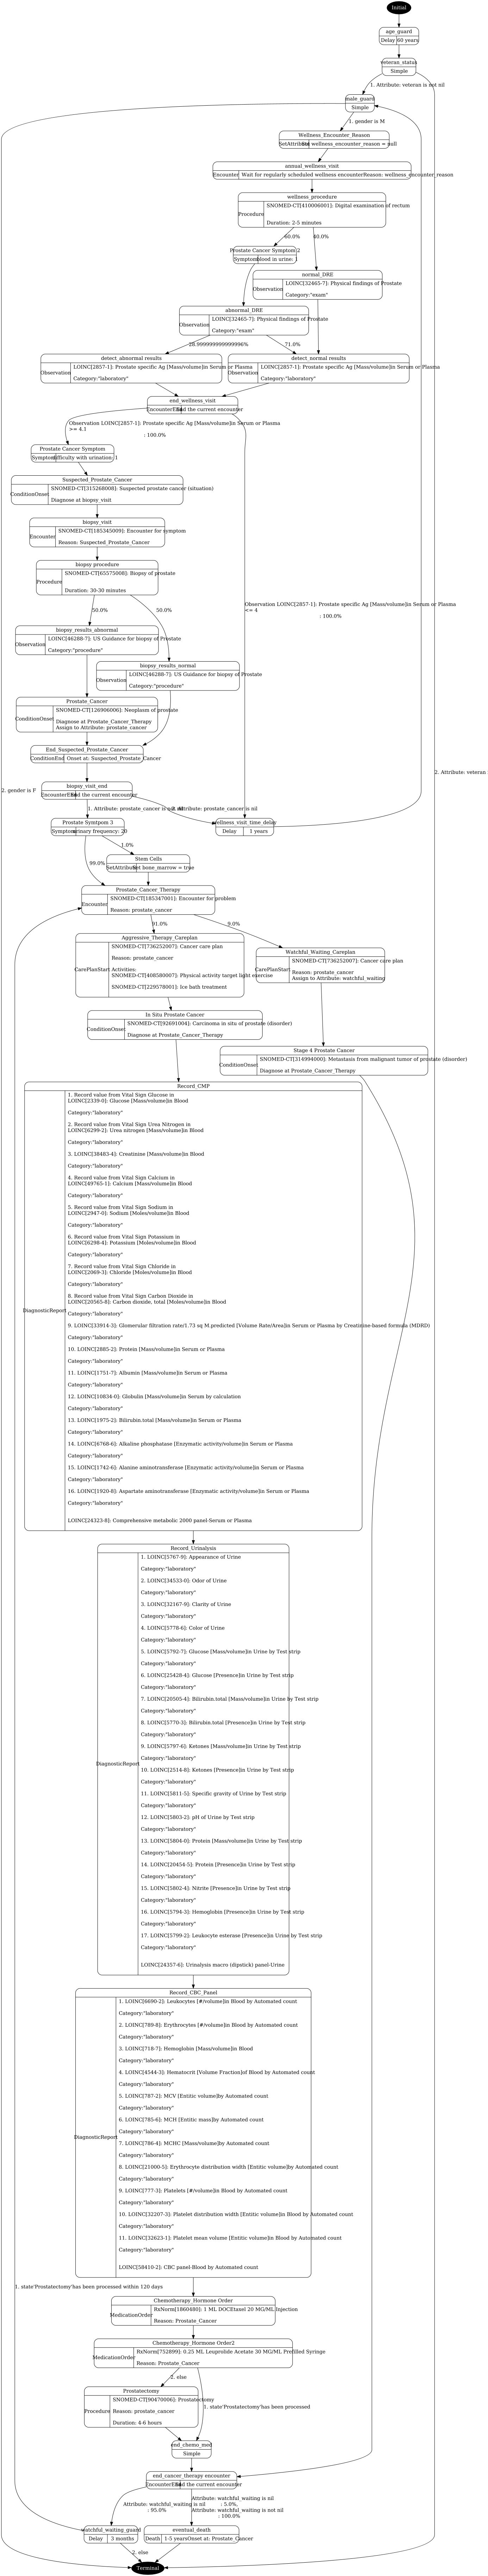 Initial
age_guard
Delay 60 years
veteran_status
Simple
1. Attribute: veteran is not nil
male_guard
Simple
1. gender is M
Wellness_Encounter_Reason
SetAttribute Set wellness_encounter_reason = null
annual_wellness_visit
Encounter Wait for regularly scheduled wellness encounterReason: wellness_encounter_reason
wellness_procedure
SNOMED-CT[410006001]: Digital examination of rectum
Procedure
Duration: 2-5 minutes
60.0% 40.0%
Prostate Cancer Symptom 2
Symptom blood in urine: 1
normal_DRE
LOINC[32465-7]: Physical findings of Prostate
Observation
Category:"exam"
abnormal_DRE
LOINC[32465-7]: Physical findings of Prostate
Observation
Category:"exam"
28.999999999999996% 71.0%
detect_abnormal results
LOINC[2857-1]: Prostate specific Ag [Mass/volume]in Serum or Plasma
Observation
Category:"laboratory"
detect_normal results
LOINC[2857-1]: Prostate specific Ag [Mass/volume]in Serum or Plasma
Observation
Category:"laboratory"
end_wellness_visit
EncounterEnd End the current encounter
Observation LOINC[2857-1]: Prostate specific Ag [Mass/volume]in Serum or Plasma
>= 4.1
: 100.0%
Prostate Cancer Symptom
Symptom difficulty with urination: 1
Suspected_Prostate_Cancer
SNOMED-CT[315268008]: Suspected prostate cancer (situation)
ConditionOnset
Diagnose at biopsy_visit
biopsy_visit
SNOMED-CT[185345009]: Encounter for symptom
Encounter
Reason: Suspected_Prostate_Cancer
biopsy procedure
SNOMED-CT[65575008]: Biopsy of prostate
Procedure
Duration: 30-30 minutes
50.0% 50.0%
Observation LOINC[2857-1]: Prostate specific Ag [Mass/volume]in Serum or Plasma
<= 4
: 100.0%
biopsy_results_abnormal
LOINC[46288-7]: US Guidance for biopsy of Prostate
Observation
Category:"procedure"
biopsy_results_normal
LOINC[46288-7]: US Guidance for biopsy of Prostate
Observation
Category:"procedure"
Prostate_Cancer
SNOMED-CT[126906006]: Neoplasm of prostate
ConditionOnset
Diagnose at Prostate_Cancer_Therapy
Assign to Attribute: prostate_cancer
End_Suspected_Prostate_Cancer
ConditionEnd Onset at: Suspected_Prostate_Cancer
2. Attribute: veteran
biopsy_visit_end
EncounterEnd End the current encounter
2. gender is F
1. Attribute: prostate_cancer is not nil
2. Attribute: prostate_cancer is nil
Prostate Symtpom 3
Symptom urinary frequency: 20
wellness_visit_time_delay
Delay 1 years
1.0%
Stem Cells
SetAttribute Set bone_marrow = true
99.0%
Prostate_Cancer_Therapy
SNOMED-CT[185347001]: Encounter for problem
Encounter
Reason: prostate_cancer
91.0% 9.0%
Aggressive_Therapy_Careplan
SNOMED-CT[736252007]: Cancer care plan
Reason: prostate_cancer
CarePlanStart Activities:
SNOMED-CT[408580007]: Physical activity target light exercise
SNOMED-CT[229578001]: Ice bath treatment
Watchful_Waiting_Careplan
SNOMED-CT[736252007]: Cancer care plan
CarePlanStart
Reason: prostate_cancer
Assign to Attribute: watchful_waiting
In Situ Prostate Cancer
SNOMED-CT[92691004]: Carcinoma in situ of prostate (disorder)
ConditionOnset
Diagnose at Prostate_Cancer_Therapy
Stage 4 Prostate Cancer
SNOMED-CT[314994000]: Metastasis from malignant tumor of prostate (disorder)
ConditionOnset
Diagnose at Prostate_Cancer_Therapy
Record_CMP
1. Record value from Vital Sign Glucose in
LOINC[2339-0]: Glucose [Mass/volume]in Blood
Category:"laboratory"
2. Record value from Vital Sign Urea Nitrogen in
LOINC[6299-2]: Urea nitrogen [Mass/volume]in Blood
Category:"laboratory"
3. LOINC[38483-4]: Creatinine [Mass/volume]in Blood
Category:"laboratory"
4. Record value from Vital Sign Calcium in
LOINC[49765-1]: Calcium [Mass/volume]in Blood
Category:"laboratory"
5. Record value from Vital Sign Sodium in
LOINC[2947-0]: Sodium [Moles/volume]in Blood
Category:"laboratory"
6. Record value from Vital Sign Potassium in
LOINC[6298-4]: Potassium [Moles/volume]in Blood
Category:"laboratory"
7. Record value from Vital Sign Chloride in
LOINC[2069-3]: Chloride [Moles/volume]in Blood
Category:"laboratory"
8. Record value from Vital Sign Carbon Dioxide in
LOINC[20565-8]: Carbon dioxide, total [Moles/volume]in Blood
Category:"laboratory"
DiagnosticReport
9. LOINC[33914-3]: Glomerular filtration rate/1.73 sq M.predicted [Volume Rate/Area]in Serum or Plasma by Creatinine-based formula (MDRD)
Category:"laboratory"
10. LOINC[2885-2]: Protein [Mass/volume]in Serum or Plasma
Category:"laboratory"
11. LOINC[1751-7]: Albumin [Mass/volume]in Serum or Plasma
Category:"laboratory"
12. LOINC[10834-0]: Globulin [Mass/volume]in Serum by calculation
Category:"laboratory"
13. LOINC[1975-2]: Bilirubin.total [Mass/volume]in Serum or Plasma
Category:"laboratory"
14. LOINC[6768-6]: Alkaline phosphatase [Enzymatic activity/volume]in Serum or Plasma
Category:"laboratory"
15. LOINC[1742-6]: Alanine aminotransferase [Enzymatic activity/volume]in Serum or Plasma
Category:"laboratory"
16. LOINC[1920-8]: Aspartate aminotransferase [Enzymatic activity/volume]in Serum or Plasma
Category:"laboratory"
LOINC[24323-8]: Comprehensive metabolic 2000 panel-Serum or Plasma
Record_Urinalysis
1. LOINC[5767-9]: Appearance of Urine
Category:"laboratory"
2. LOINC[34533-0]: Odor of Urine
Category:"laboratory"
3. LOINC[32167-9]: Clarity of Urine
Category:"laboratory"
4. LOINC[5778-6]: Color of Urine
Category:"laboratory"
5. LOINC[5792-7]: Glucose [Mass/volume]in Urine by Test strip
Category:"laboratory"
6. LOINC[25428-4]: Glucose [Presence]in Urine by Test strip
Category:"laboratory"
7. LOINC[20505-4]: Bilirubin.total [Mass/volume]in Urine by Test strip
Category:"laboratory"
8. LOINC[5770-3]: Bilirubin.total [Presence]in Urine by Test strip
Category:"laboratory"
9. LOINC[5797-6]: Ketones [Mass/volume]in Urine by Test strip
DiagnosticReport
Category:"laboratory"
10. LOINC[2514-8]: Ketones [Presence]in Urine by Test strip
Category:"laboratory"
11. LOINC[5811-5]: Specific gravity of Urine by Test strip
Category:"laboratory"
12. LOINC[5803-2]: pH of Urine by Test strip
Category:"laboratory"
13. LOINC[5804-0]: Protein [Mass/volume]in Urine by Test strip
Category:"laboratory"
14. LOINC[20454-5]: Protein [Presence]in Urine by Test strip
Category:"laboratory"
15. LOINC[5802-4]: Nitrite [Presence]in Urine by Test strip
Category:"laboratory"
16. LOINC[5794-3]: Hemoglobin [Presence]in Urine by Test strip
Category:"laboratory"
17. LOINC[5799-2]: Leukocyte esterase [Presence]in Urine by Test strip
Category:"laboratory"
LOINC[24357-6]: Urinalysis macro (dipstick) panel-Urine
Record_CBC_Panel
1. LOINC[6690-2]: Leukocytes [#/volume]in Blood by Automated count
Category:"laboratory"
2. LOINC[789-8]: Erythrocytes [#/volume]in Blood by Automated count
Category:"laboratory"
3. LOINC[718-7]: Hemoglobin [Mass/volume]in Blood
Category:"laboratory"
4. LOINC[4544-3]: Hematocrit [Volume Fraction]of Blood by Automated count
Category:"laboratory"
5. LOINC[787-2]: MCV [Entitic volume]by Automated count
Category:"laboratory"
6. LOINC[785-6]: MCH [Entitic mass]by Automated count
Category:"laboratory"
DiagnosticReport
7. LOINC[786-4]: MCHC [Mass/volume]by Automated count
Category:"laboratory"
8. LOINC[21000-5]: Erythrocyte distribution width [Entitic volume]by Automated count
Category:"laboratory"
9. LOINC[777-3]: Platelets [#/volume]in Blood by Automated count
Category:"laboratory"
10. LOINC[32207-3]: Platelet distribution width [Entitic volume]in Blood by Automated count
Category:"laboratory"
11. LOINC[32623-1]: Platelet mean volume [Entitic volume]in Blood by Automated count
Category:"laboratory"
LOINC[58410-2]: CBC panel-Blood by Automated count
1. state'Prostatectomy'has been processed within 120 days
Chemotherapy_Hormone Order
RxNorm[1860480]: 1 ML DOCEtaxel 20 MG/ML Injection
MedicationOrder
Reason: Prostate_Cancer
Chemotherapy_Hormone Order2
RxNorm[752899]: 0.25 ML Leuprolide Acetate 30 MG/ML Prefilled Syringe
MedicationOrder
Reason: Prostate_Cancer
2. else
Prostatectomy
SNOMED-CT[90470006]: Prostatectomy
Procedure Reason: prostate_cancer
Duration: 4-6 hours
1. state'Prostatectomy'has been processed
end_chemo_med
Simple
end_cancer_therapy encounter
EncounterEnd End the current encounter
Attribute: watchful_waiting is nil
: 95.0%
Attribute: watchful_waiting is nil
: 5.0%,
Attribute: watchful_waiting is not nil
: 100.0%
watchful_waiting_guard
Delay 3 months
eventual_death
Death 1-5 yearsOnset at: Prostate_Cancer
2. else
Terminal